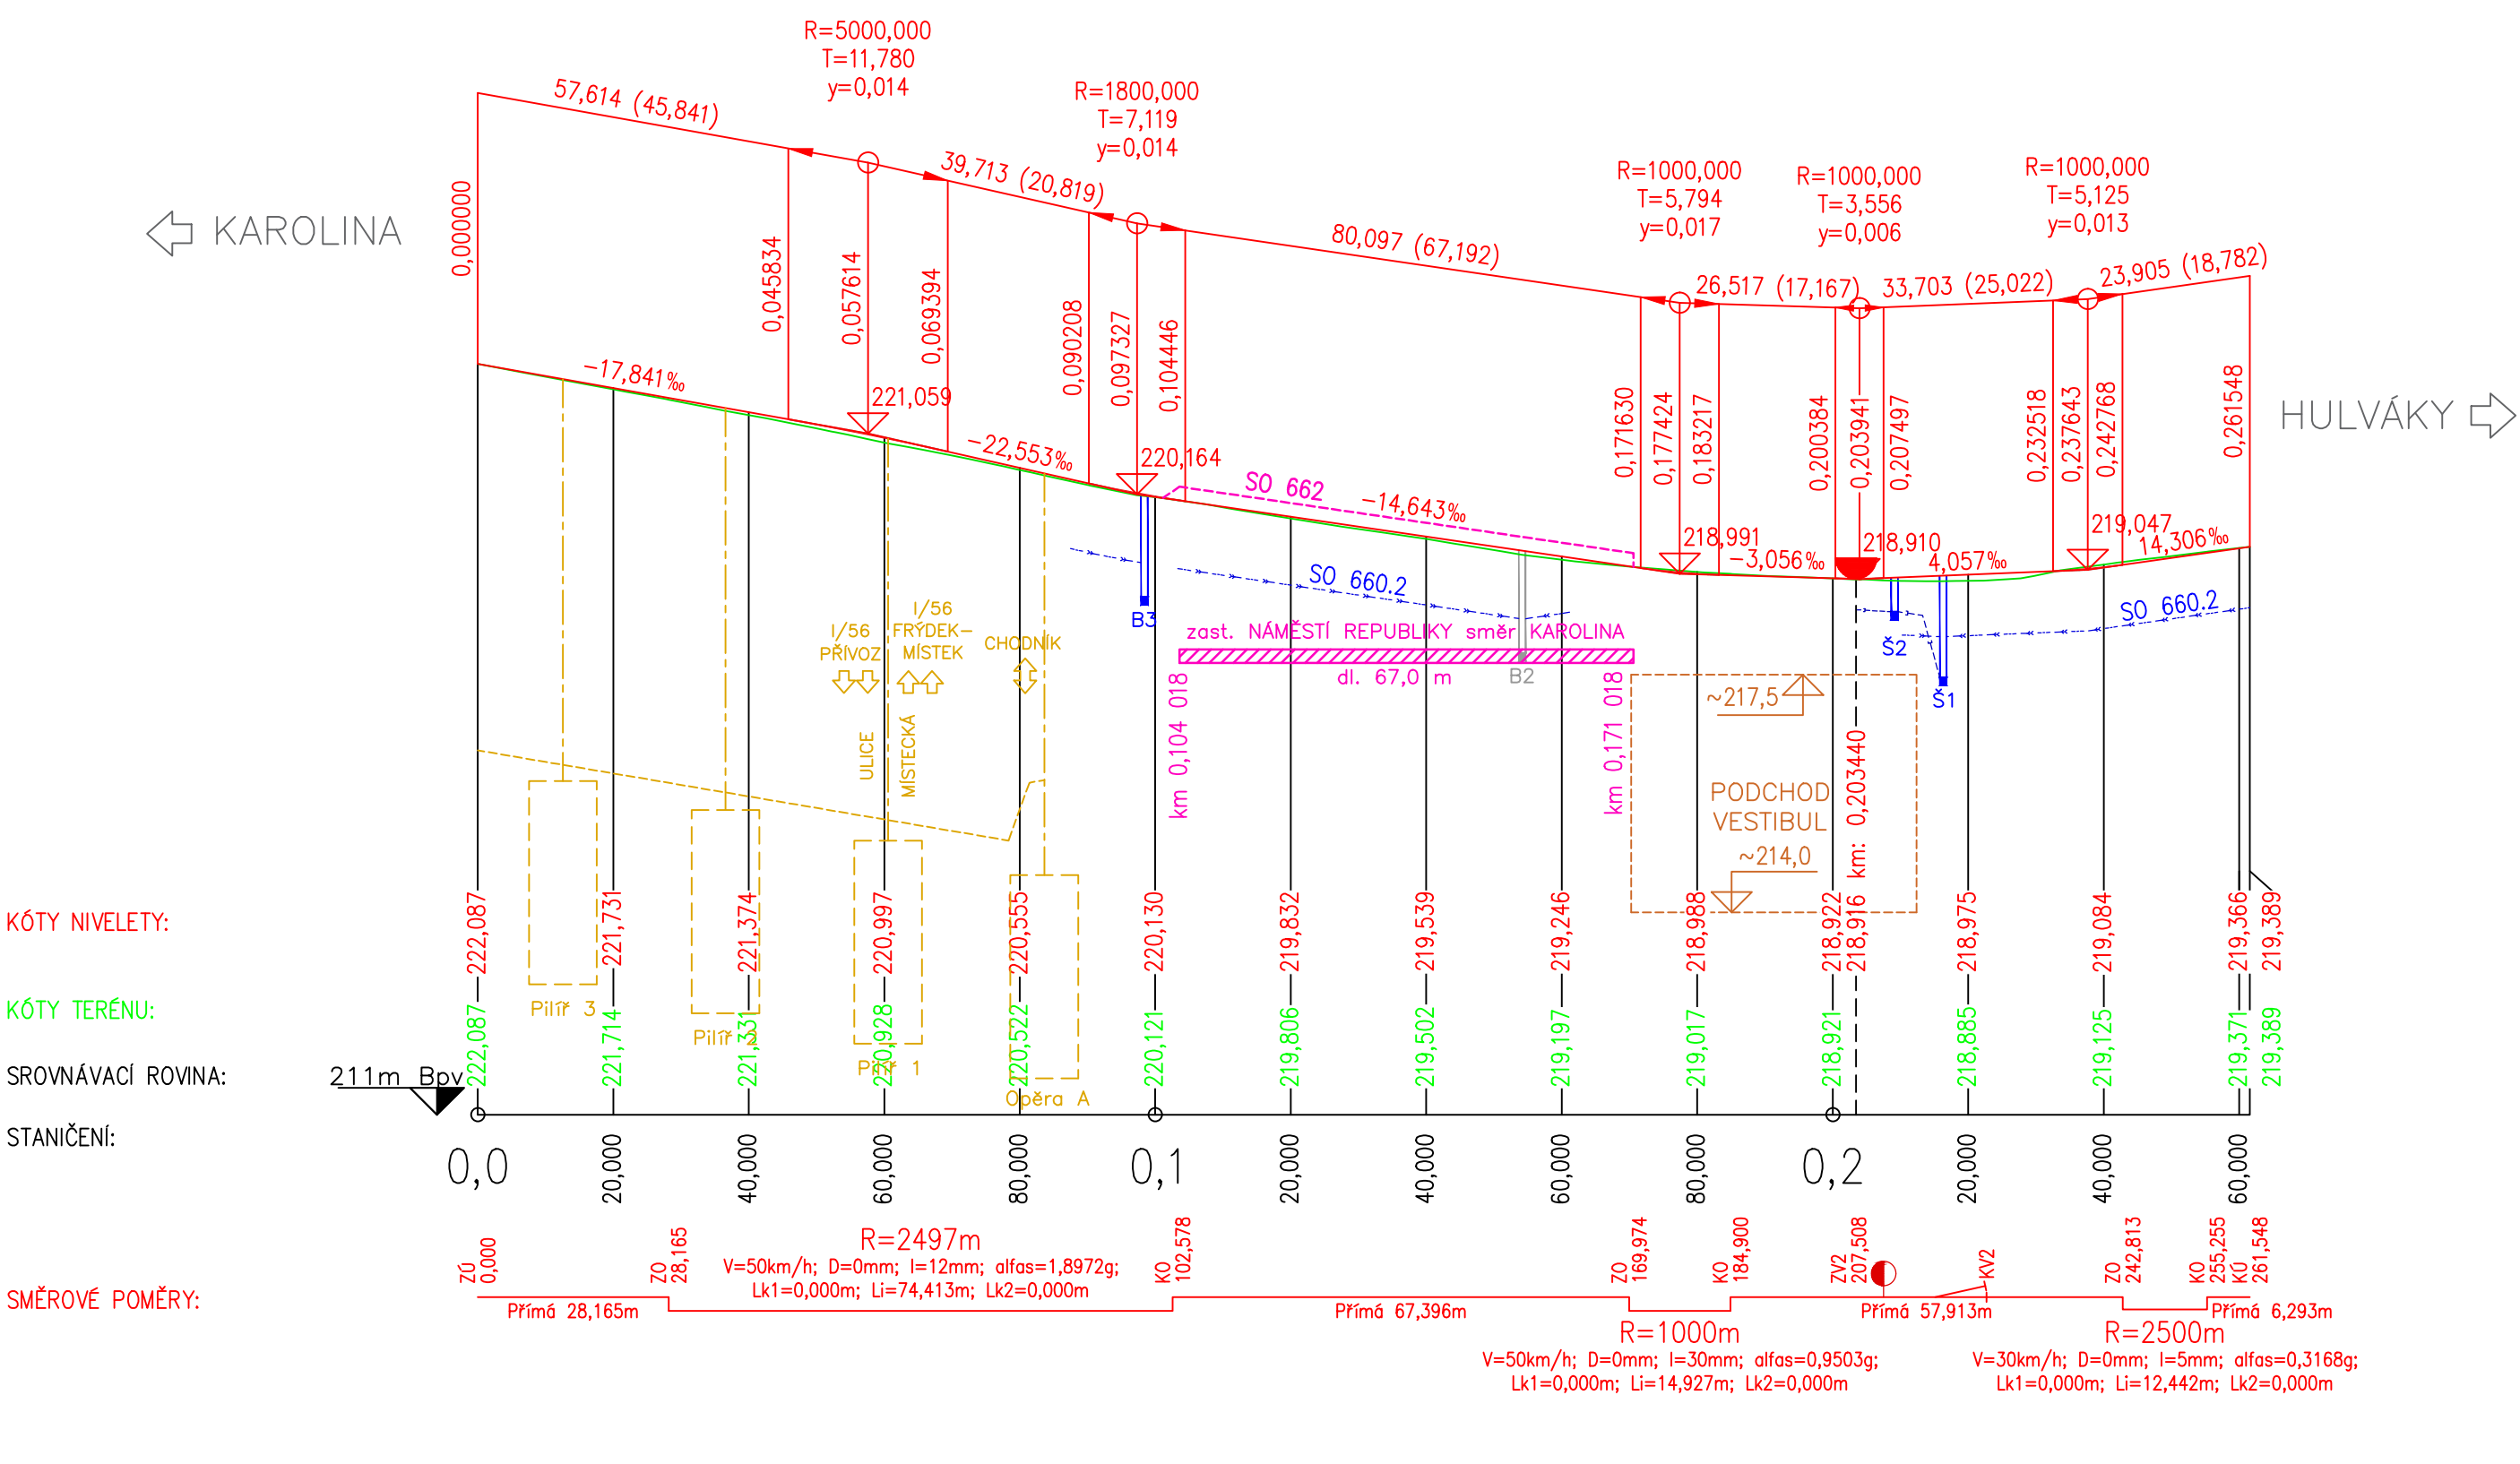 R=5000,000
T=11,780
y=0,014
R=1800,000
T=7,119
y=0,014
R=1000,000
T=5,794
y=0,017
R=1000,000
T=3,556
y=0,006
R=1000,000
T=5,125
y=0,013
57,614 (45,841)
39,713 (20,819)
80,097 (67,192)
26,517 (17,167)
33,703 (25,022)
23,905 (18,782)
KAROLINA
HULVÁKY
0,000000
0,045834
0,057614
0,069394
0,090208
0,097327
0,104446
0,171630
0,177424
0,183217
0,200384
0,203941
0,207497
0,232518
0,237643
0,242768
0,261548
-17,841‰
221,059
-22,553‰
220,164
SO 662
-14,643‰
218,991
-3,056‰
218,910
4,057‰
219,047
14,306‰
SO 660.2
SO 660.2
B3
B2
Š2
Š1
I/56
PŘÍVOZ
I/56
FRÝDEK-
MÍSTEK
CHODNÍK
ULICE
MÍSTECKÁ
zast. NÁMĚSTÍ REPUBLIKY směr KAROLINA
dl. 67,0 m
km 0,104 018
km 0,171 018
~217,5
PODCHOD
VESTIBUL
~214,0
km: 0,203440
KÓTY NIVELETY:
222,087
221,731
221,374
220,997
220,555
220,130
219,832
219,539
219,246
218,988
218,922
218,916
218,975
219,084
219,366
219,389
Pilíř 3
Pilíř 2
Pilíř 1
Opěra A
KÓTY TERÉNU:
222,087
221,714
221,331
220,928
220,522
220,121
219,806
219,502
219,197
219,017
218,921
218,885
219,125
219,371
219,389
SROVNÁVACÍ ROVINA:
211m Bpv
STANIČENÍ:
0,0
20,000
40,000
60,000
80,000
0,1
20,000
40,000
60,000
80,000
0,2
20,000
40,000
60,000
SMĚROVÉ POMĚRY:
ZÚ
0,000
Přímá 28,165m
ZO
28,165
R=2497m
V=50km/h; D=0mm; I=12mm; alfas=1,8972g;
Lk1=0,000m; Li=74,413m; Lk2=0,000m
KO
102,578
Přímá 67,396m
ZO
169,974
R=1000m
V=50km/h; D=0mm; I=30mm; alfas=0,9503g;
Lk1=0,000m; Li=14,927m; Lk2=0,000m
KO
184,900
ZV2
207,508
KV2
Přímá 57,913m
ZO
242,813
R=2500m
V=30km/h; D=0mm; I=5mm; alfas=0,3168g;
Lk1=0,000m; Li=12,442m; Lk2=0,000m
KO
255,255
KÚ
261,548
Přímá 6,293m